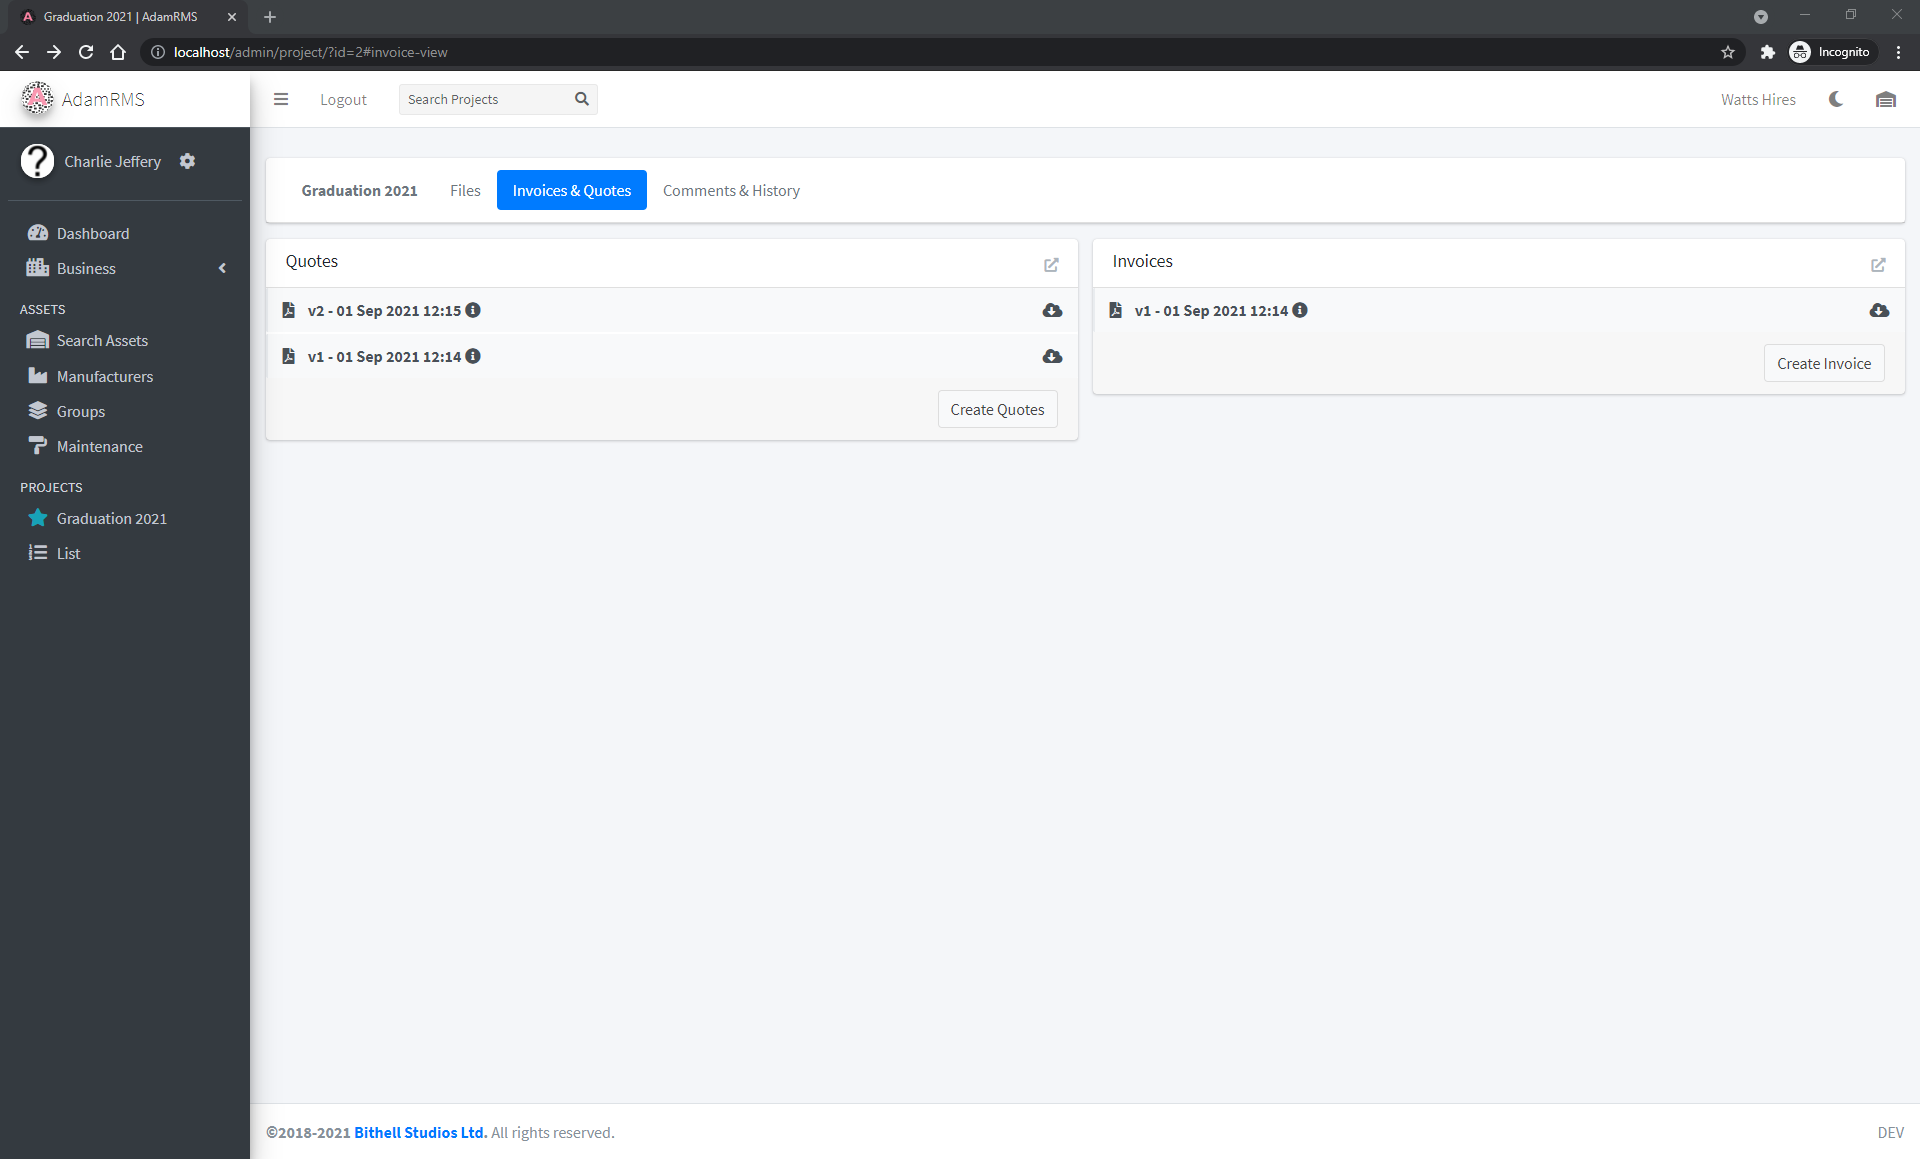 Graduation 2021 | AdamRMS
localhost/admin/project/?id=2#invoice-view
Incognito
AdamRMS
Logout
Search Projects
Watts Hires
Charlie Jeffery
Dashboard
Business
ASSETS
Search Assets
Manufacturers
Groups
Maintenance
PROJECTS
Graduation 2021
List
Graduation 2021
Files
Invoices & Quotes
Comments & History
Quotes
v2 - 01 Sep 2021 12:15
v1 - 01 Sep 2021 12:14
Create Quotes
Invoices
v1 - 01 Sep 2021 12:14
Create Invoice
©2018-2021 Bithell Studios Ltd. All rights reserved.
DEV